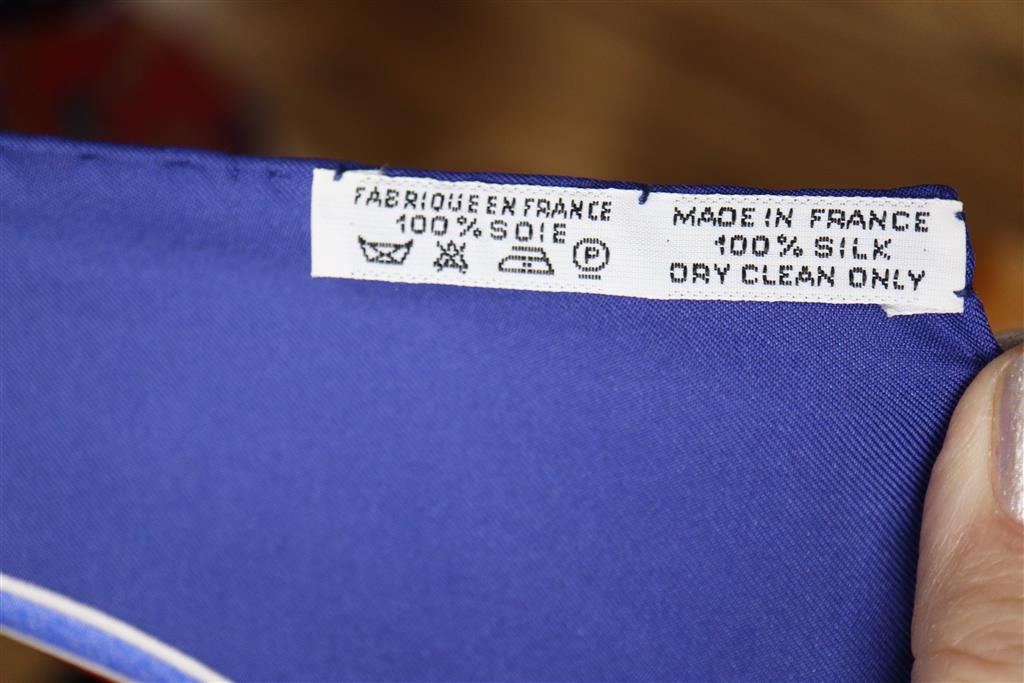 FABRIQUE EN FRANCE
100% SOIE
P
MADE IN FRANCE
100% SILK
DRY CLEAN ONLY